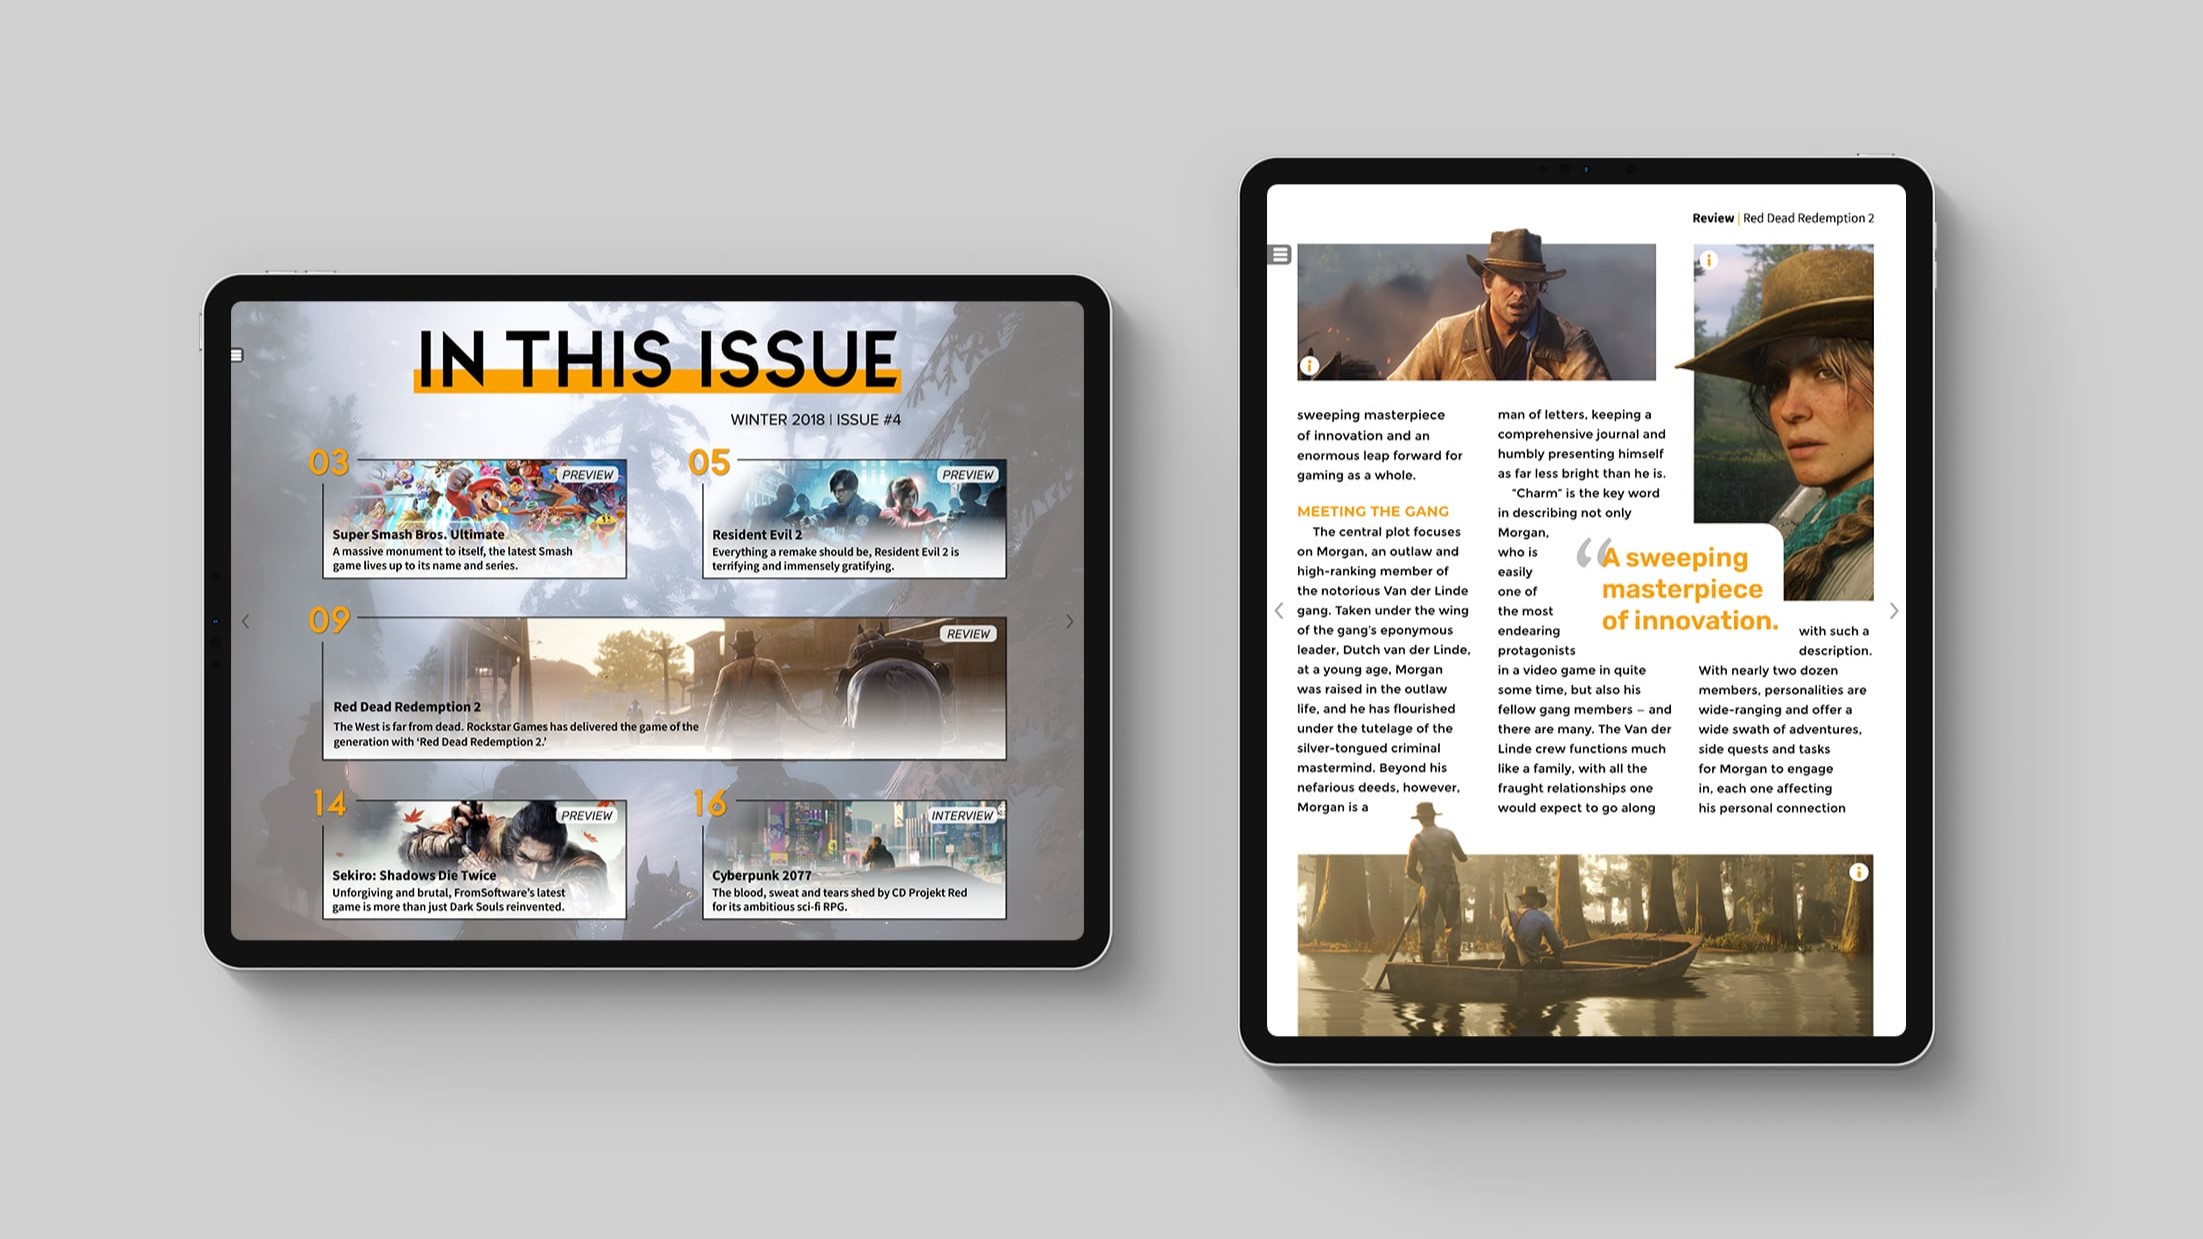 IN THIS ISSUE
WINTER 2018 | ISSUE #4
03
PREVIEW
Super Smash Bros. Ultimate
A massive monument to itself, the latest Smash
game lives up to its name and series.
05
PREVIEW
Resident Evil 2
Everything a remake should be, Resident Evil 2 is
terrifying and immensely gratifying.
09
REVIEW
Red Dead Redemption 2
The West is far from dead. Rockstar Games has delivered the game of the
generation with ‘Red Dead Redemption 2.’
14
PREVIEW
Sekiro: Shadows Die Twice
Unforgiving and brutal, FromSoftware’s latest
game is more than just Dark Souls reinvented.
16
INTERVIEW
Cyberpunk 2077
The blood, sweat and tears shed by CD Projekt Red
for its ambitious sci-fi RPG.
Review | Red Dead Redemption 2
sweeping masterpiece
of innovation and an
enormous leap forward for
gaming as a whole.
MEETING THE GANG
The central plot focuses
on Morgan, an outlaw and
high-ranking member of
the notorious Van der Linde
gang. Taken under the wing
of the gang’s eponymous
leader, Dutch van der Linde,
at a young age, Morgan
was raised in the outlaw
life, and he has flourished
under the tutelage of the
silver-tongued criminal
mastermind. Beyond his
nefarious deeds, however,
Morgan is a
man of letters, keeping a
comprehensive journal and
humbly presenting himself
as far less bright than he is.
“Charm” is the key word
in describing not only
Morgan,
who is
easily
one of
the most
endearing
protagonists
in a video game in quite
some time, but also his
fellow gang members – and
there are many. The Van der
Linde crew functions much
like a family, with all the
fraught relationships one
would expect to go along
“A sweeping
masterpiece
of innovation.
with such a
description.
With nearly two dozen
members, personalities are
wide-ranging and offer a
wide swath of adventures,
side quests and tasks
for Morgan to engage
in, each one affecting
his personal connection